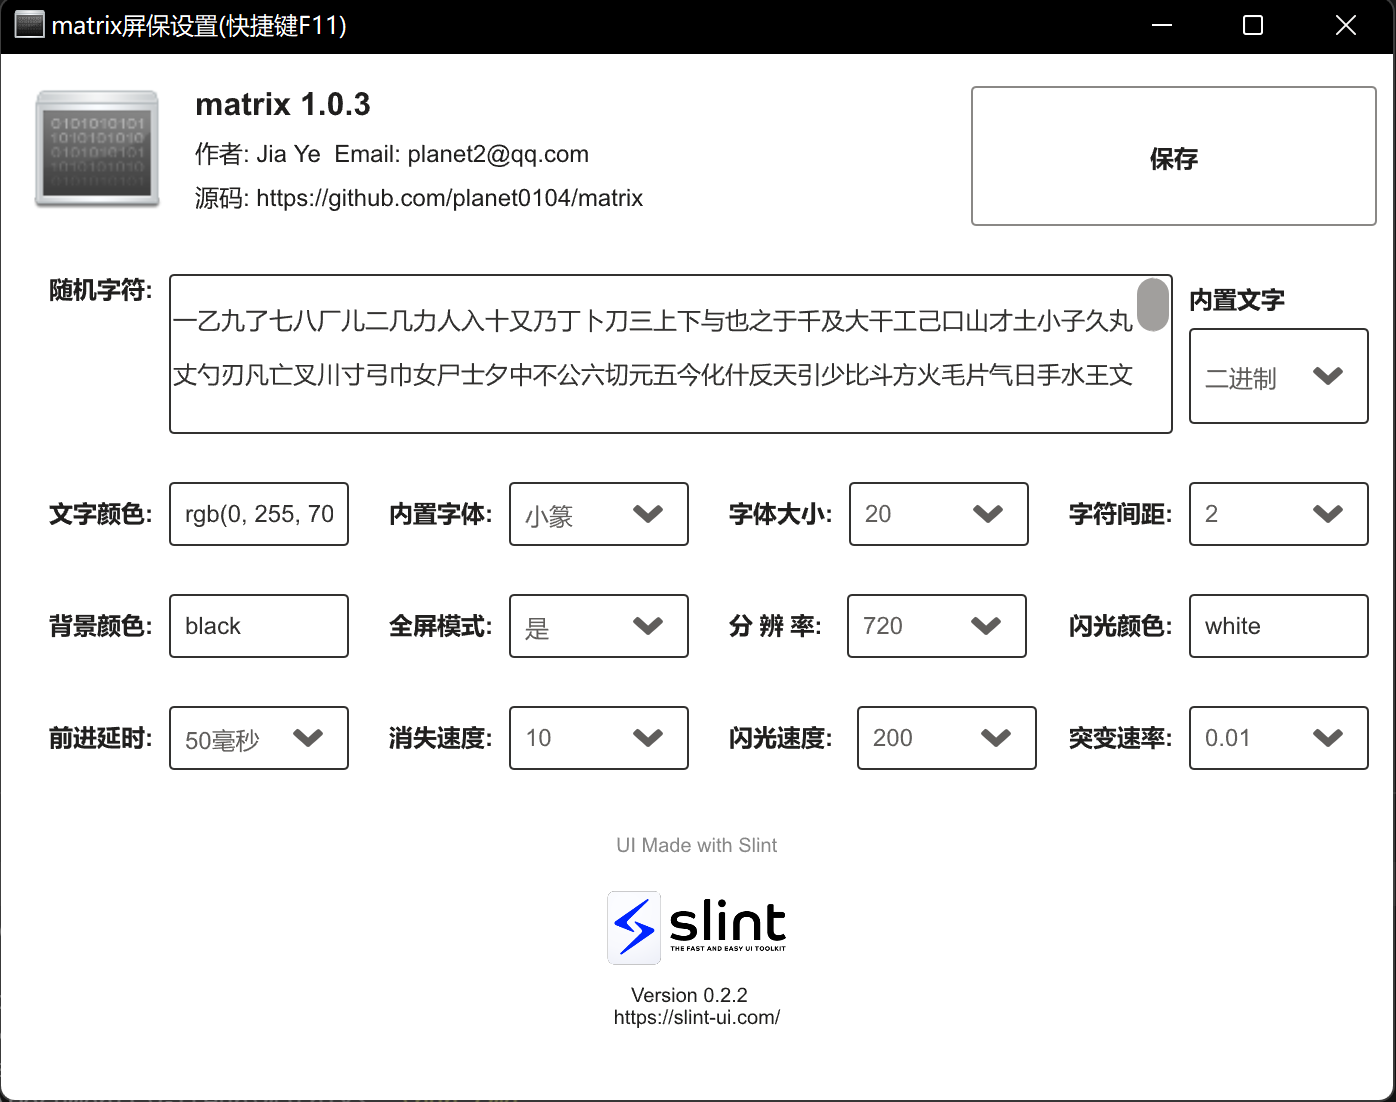 matrix屏保设置(快捷键F11)
matrix 1.0.3
作者: Jia Ye Email: planet2@qq.com
源码: https://github.com/planet0104/matrix
保存
随机字符:
一乙九了七八厂儿二几力人入十又乃丁卜刀三上下与也之于千及大干工己口山才土小子久丸
丈勺刃凡亡叉川寸弓巾女尸士夕中不公六切元五今化什反天引少比斗方火毛片气日手水王文
内置文字
二进制
文字颜色: rgb(0, 255, 70 内置字体: 小篆 字体大小: 20 字符间距: 2
背景颜色: black 全屏模式: 是 分 辨 率: 720 闪光颜色: white
前进延时: 50毫秒 消失速度: 10 闪光速度: 200 突变速率: 0.01
UI Made with Slint
slint
THE FAST AND EASY UI TOOLKIT
Version 0.2.2
https://slint-ui.com/